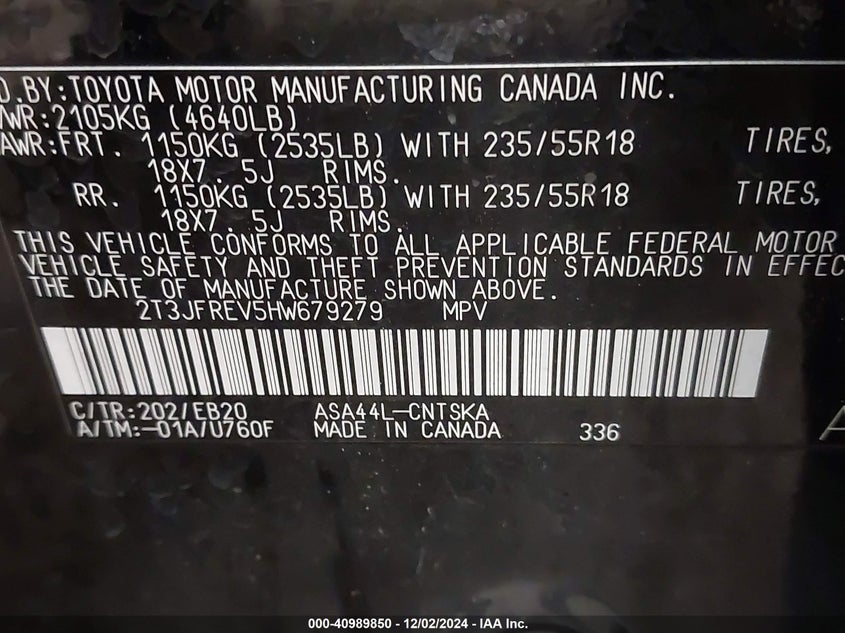 D.BY:TOYOTA MOTOR MANUFACTURING CANADA INC.
WR:2105KG (4640LB)
AWR:FRT. 1150KG (2535LB) WITH 235/55R18 TIRES,
18X7.5J RIMS.
RR. 1150KG (2535LB) WITH 235/55R18 TIRES,
18X7.5J RIMS.
THIS VEHICLE CONFORMS TO ALL APPLICABLE FEDERAL MOTOR
VEHICLE SAFETY AND THEFT PREVENTION STANDARDS IN EFFEC
THE DATE OF MANUFACTURE SHOWN ABOVE.
2T3JFREV5HW679279 MPV
C/TR:202/EB20 ASA44L-CNTSKA
A/TM:-01A/U760F MADE IN CANADA 336 A
000-40989850 - 12/02/2024 - IAA Inc.